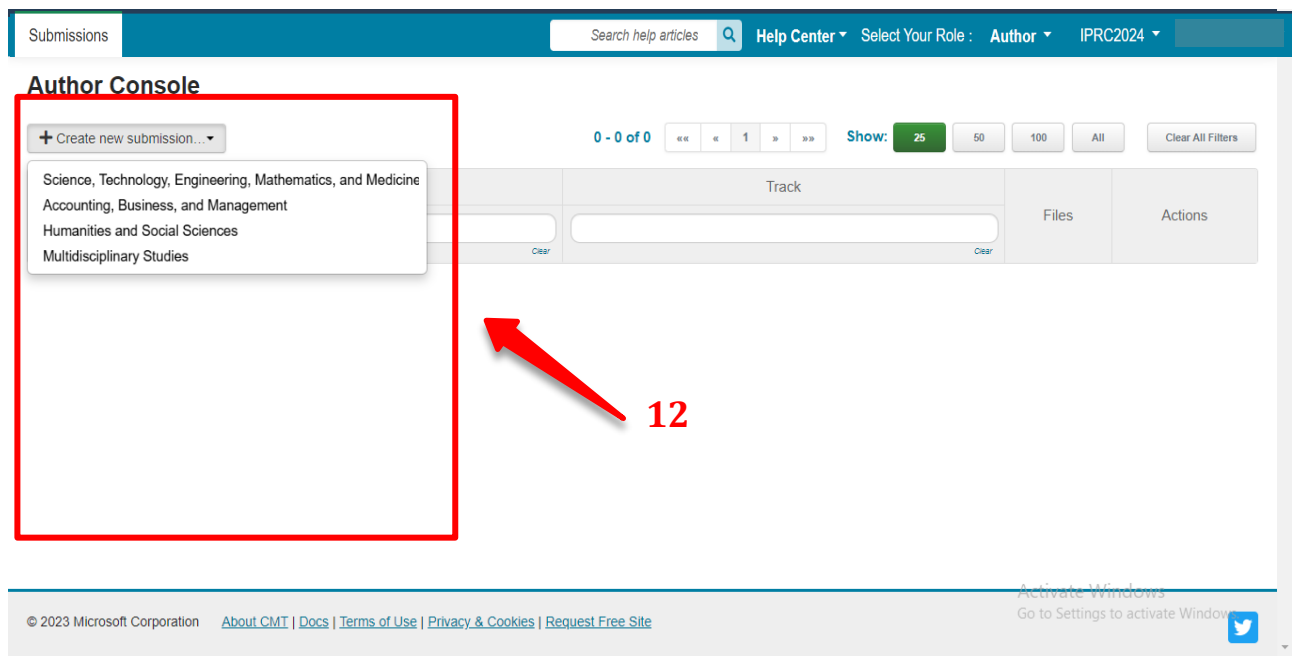 Submissions
Search help articles Help Center Select Your Role : Author IPRC2024
Author Console
+ Create new submission... 0 - 0 of 0 «« « 1 » »» Show: 25 50 100 All Clear All Filters
Science, Technology, Engineering, Mathematics, and Medicine
Accounting, Business, and Management
Humanities and Social Sciences
Multidisciplinary Studies
Track
Files Actions
Clear Clear
12
Activate Windows
Go to Settings to activate Windows
© 2023 Microsoft Corporation About CMT | Docs | Terms of Use | Privacy & Cookies | Request Free Site